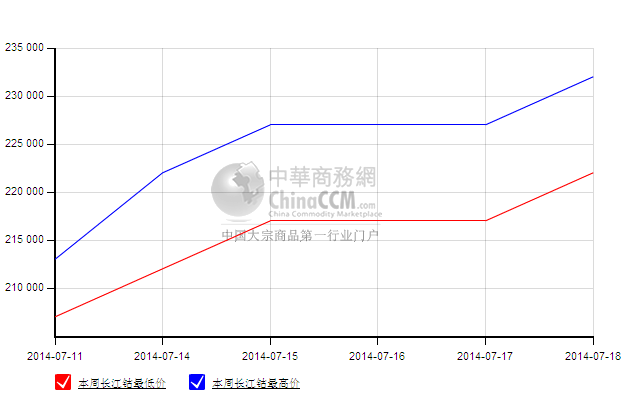 235 000
230 000
225 000
220 000
215 000
210 000
中華商務網
ChinaCCM.com
China Commodity Marketplace
中国大宗商品第一行业门户
2014-07-11 2014-07-14 2014-07-15 2014-07-16 2014-07-17 2014-07-18
本周长江钴最低价 本周长江钴最高价